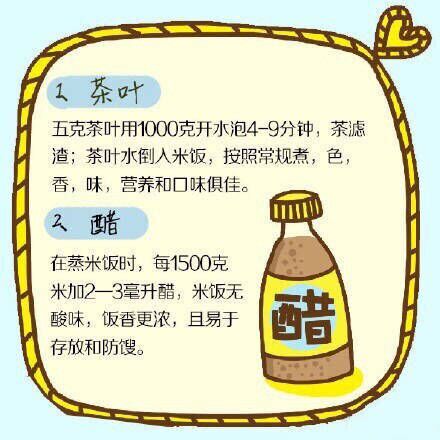 1、茶叶
五克茶叶用1000克开水泡4-9分钟，茶滤
渣；茶叶水倒入米饭，按照常规煮，色，
香，味，营养和口味俱佳。
2、醋
在蒸米饭时，每1500克
米加2—3毫升醋，米饭无
酸味，饭香更浓，且易于
存放和防馊。
醋